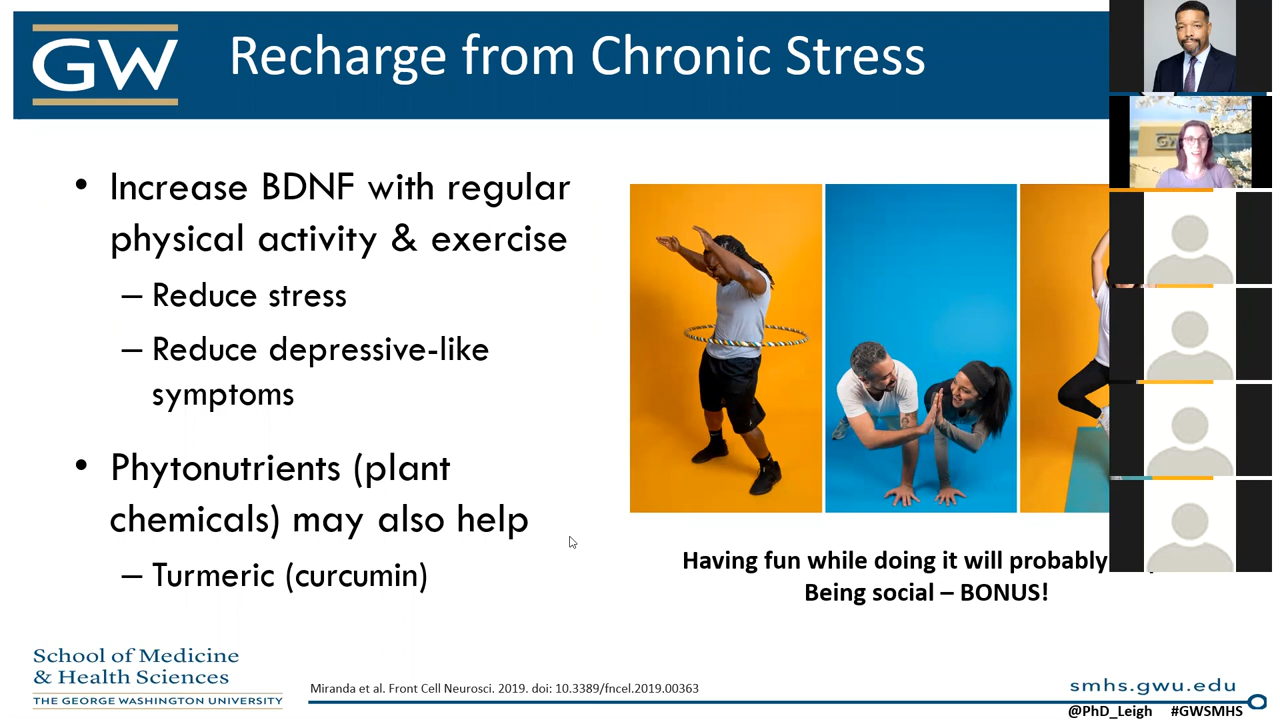 GW
Recharge from Chronic Stress
• Increase BDNF with regular
physical activity & exercise
– Reduce stress
– Reduce depressive-like
symptoms
• Phytonutrients (plant
chemicals) may also help
– Turmeric (curcumin)
Having fun while doing it will probably
Being social – BONUS!
School of Medicine
& Health Sciences
THE GEORGE WASHINGTON UNIVERSITY
Miranda et al. Front Cell Neurosci. 2019. doi: 10.3389/fncel.2019.00363
smhs.gwu.edu
@PhD_Leigh #GWSMHS